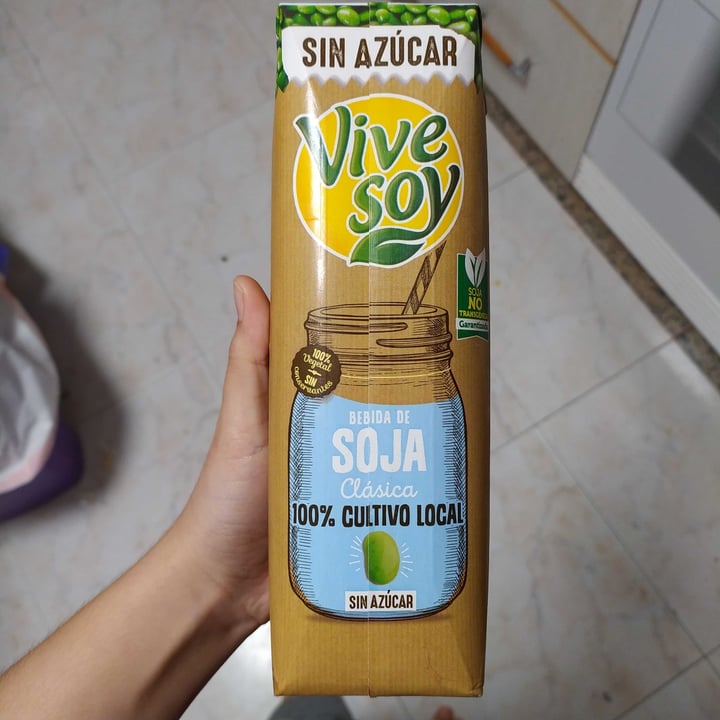 SIN AZÚCAR
Vive
soy
SOJA
NO
TRANSGÉNICA
Garantizada
100%
Vegetal
SIN
conservantes
BEBIDA DE
SOJA
Clásica
100% CULTIVO LOCAL
SIN AZÚCAR